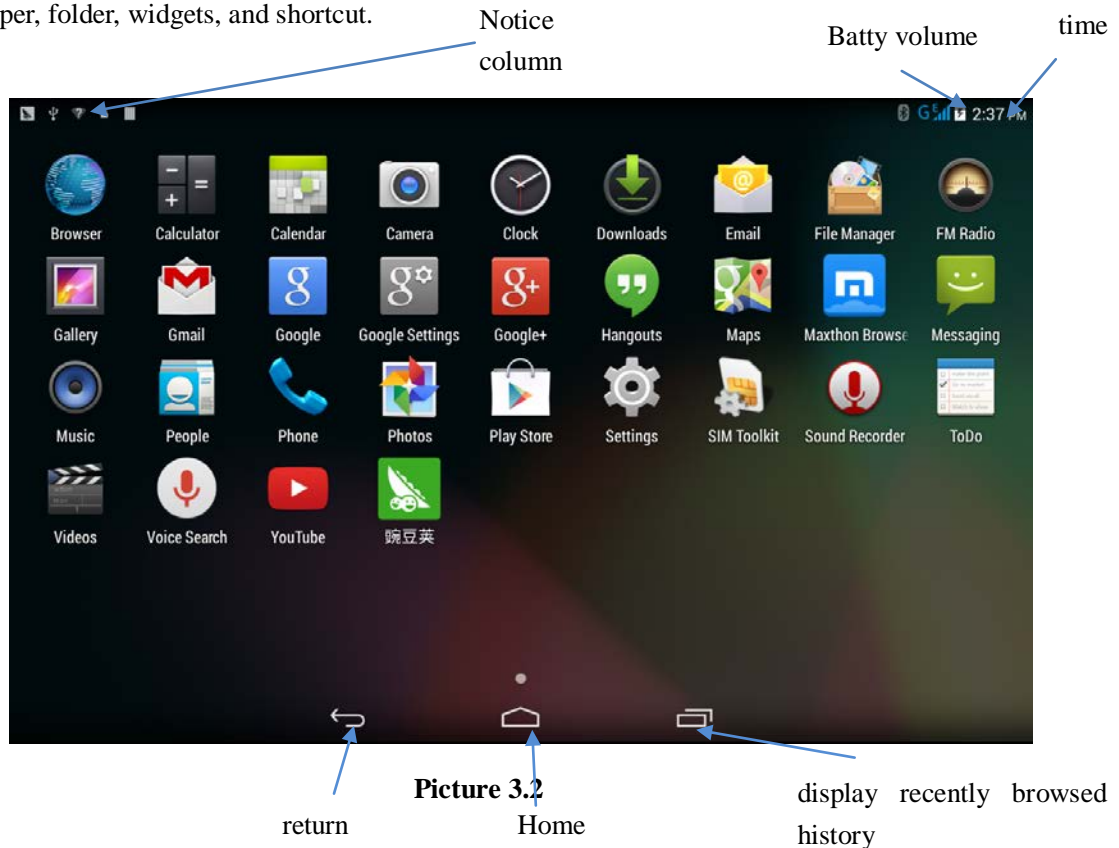 per, folder, widgets, and shortcut.
Notice
column
Batty volume
time
G E 2:37 PM
Browser Calculator Calendar Camera Clock Downloads Email File Manager FM Radio
Gallery Gmail Google Google Settings Google+ Hangouts Maps Maxthon Browse Messaging
Music People Phone Photos Play Store Settings SIM Toolkit Sound Recorder ToDo
Videos Voice Search YouTube 豌豆荚
Picture 3.2
return
Home
display recently browsed
history